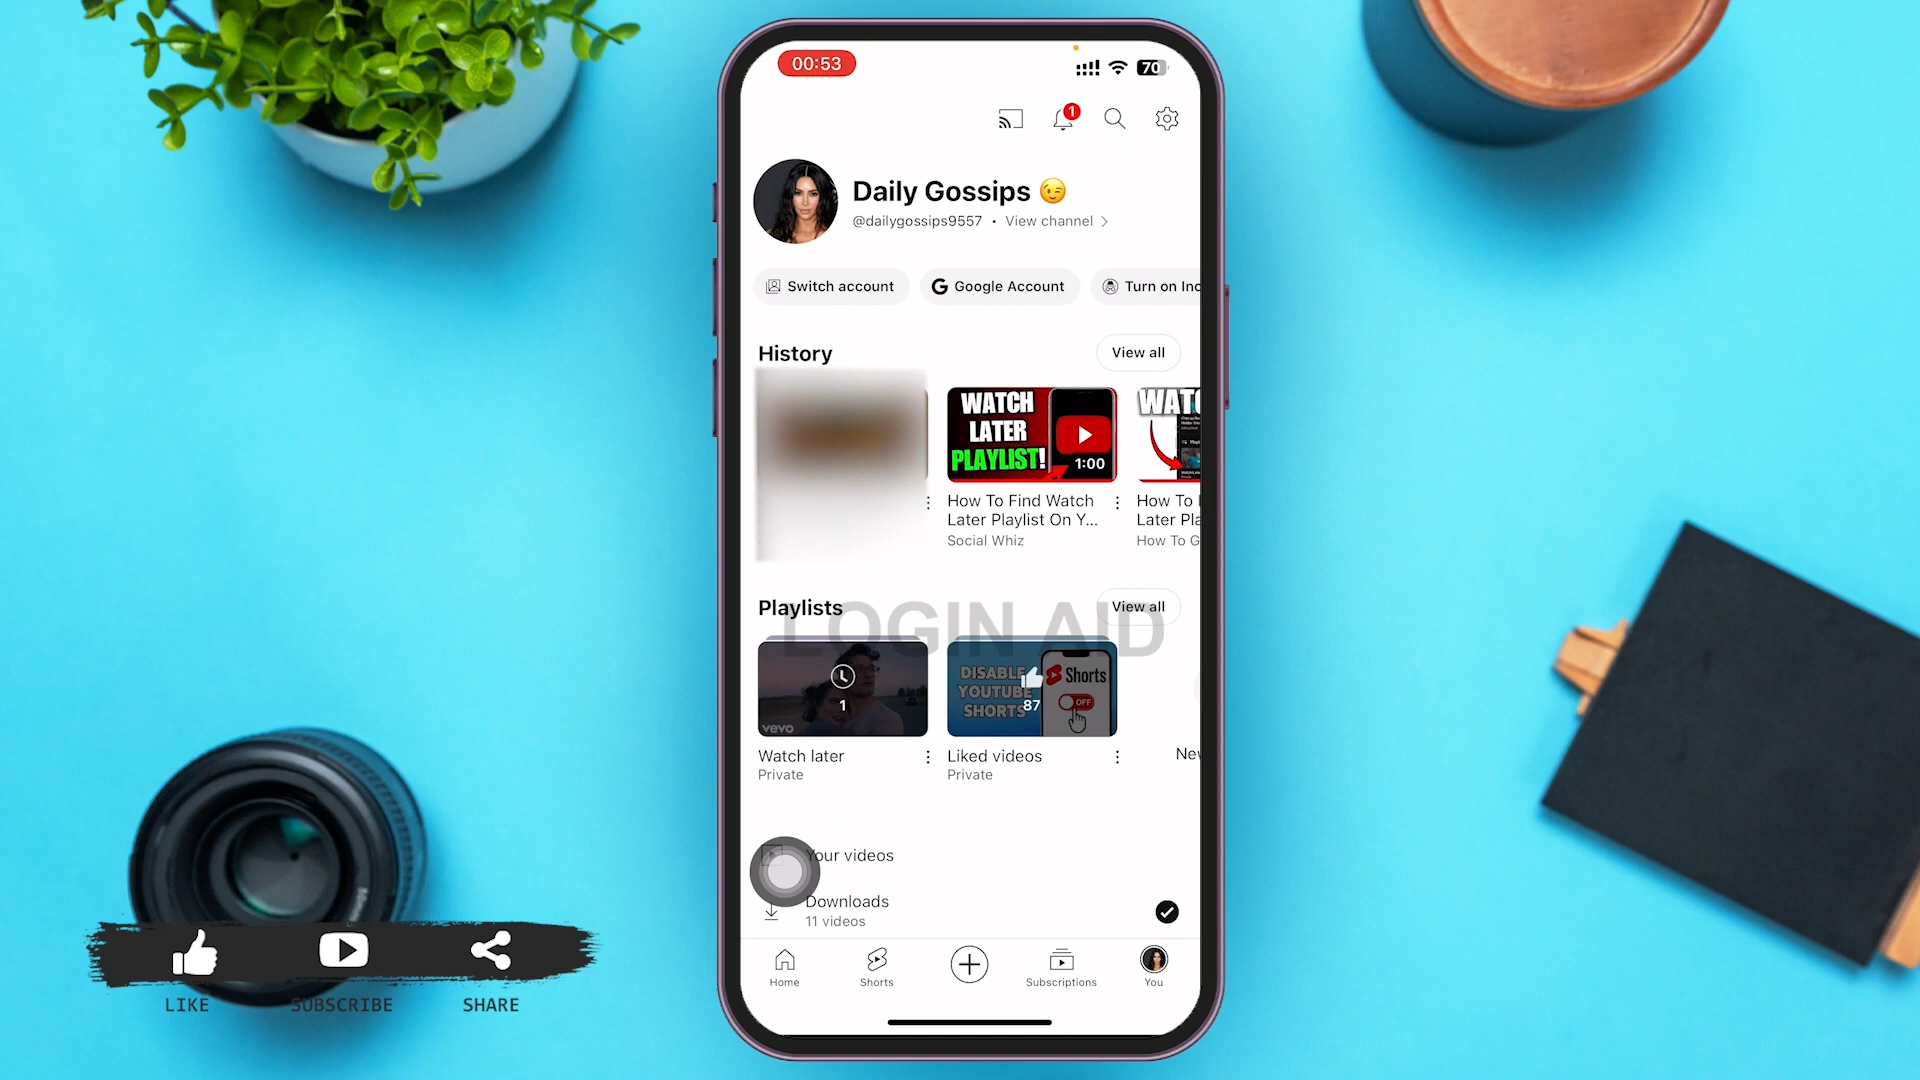 00:53
70
1
Daily Gossips 😉
@dailygossips9557 • View channel >
Switch account
Google Account
Turn on Inc
History
View all
WATCH
LATER
PLAYLIST!
1:00
WATC
How To Find Watch
Later Playlist On Y...
Social Whiz
How To
Later Pla
How To G
Playlists
View all
LOGIN AID
1
vevo
DISABLE
YOUTUBE
SHORTS
Shorts
OFF
87
Watch later
Private
Liked videos
Private
New
Your videos
Downloads
11 videos
Home
Shorts
Subscriptions
You
LIKE
SUBSCRIBE
SHARE